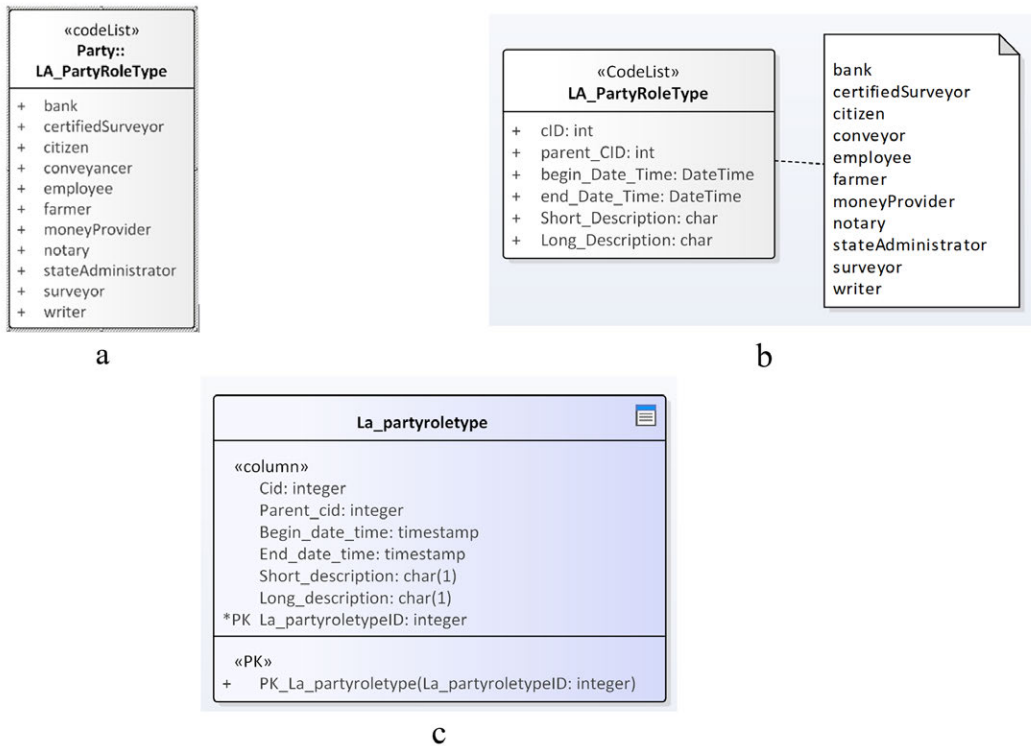 «codeList»
Party::
LA_PartyRoleType
+ bank
+ certifiedSurveyor
+ citizen
+ conveyancer
+ employee
+ farmer
+ moneyProvider
+ notary
+ stateAdministrator
+ surveyor
+ writer
a
«CodeList»
LA_PartyRoleType
+ cID: int
+ parent_CID: int
+ begin_Date_Time: DateTime
+ end_Date_Time: DateTime
+ Short_Description: char
+ Long_Description: char
bank
certifiedSurveyor
citizen
conveyor
employee
farmer
moneyProvider
notary
stateAdministrator
surveyor
writer
b
La_partyroletype
«column»
Cid: integer
Parent_cid: integer
Begin_date_time: timestamp
End_date_time: timestamp
Short_description: char(1)
Long_description: char(1)
*PK La_partyroletypeID: integer
«PK»
+ PK_La_partyroletype(La_partyroletypeID: integer)
c